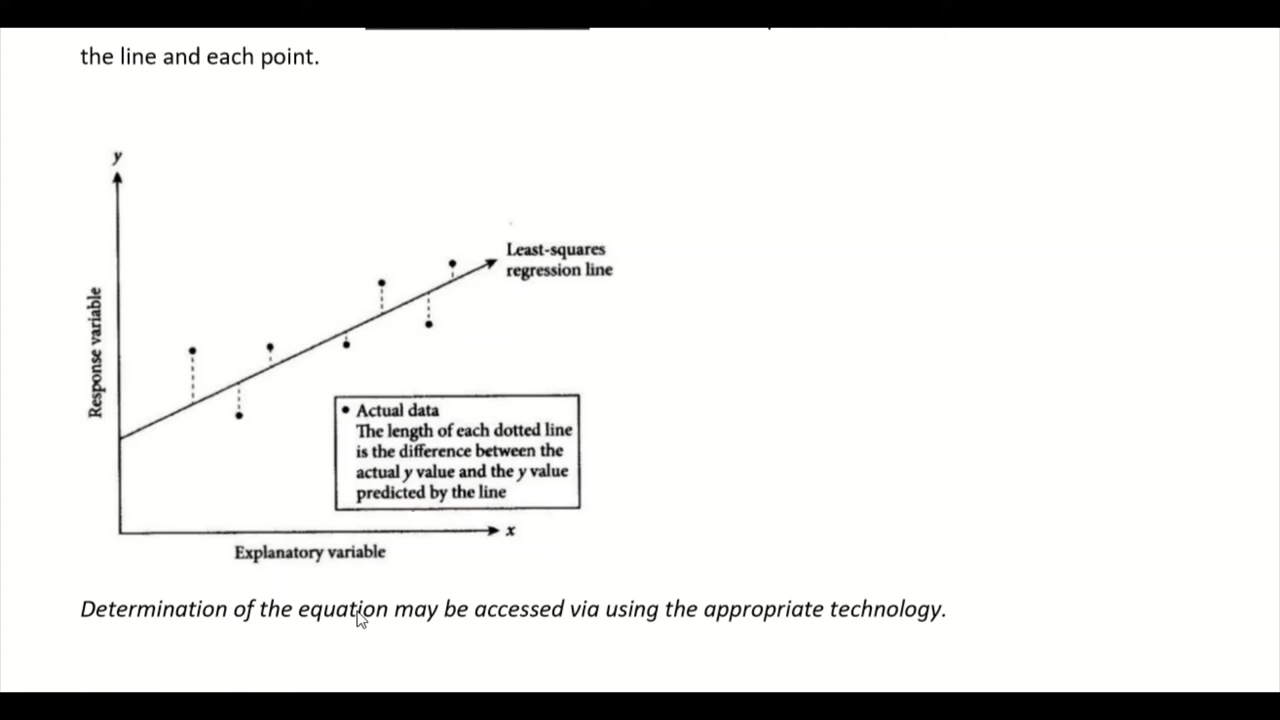 the line and each point.
y
Least-squares
regression line
Response variable
• Actual data
The length of each dotted line
is the difference between the
actual y value and the y value
predicted by the line
x
Explanatory variable
Determination of the equation may be accessed via using the appropriate technology.